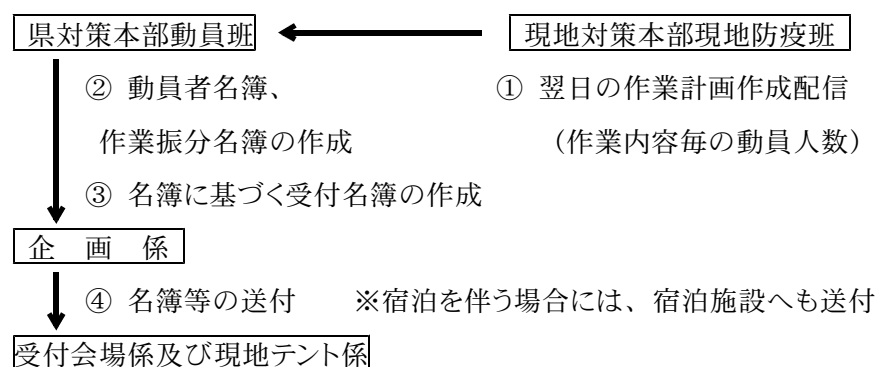 県対策本部動員班
現地対策本部現地防疫班
② 動員者名簿、
① 翌日の作業計画作成配信
作業振分名簿の作成
(作業内容毎の動員人数)
③ 名簿に基づく受付名簿の作成
企 画 係
④ 名簿等の送付 ※宿泊を伴う場合には、宿泊施設へも送付
受付会場係及び現地テント係